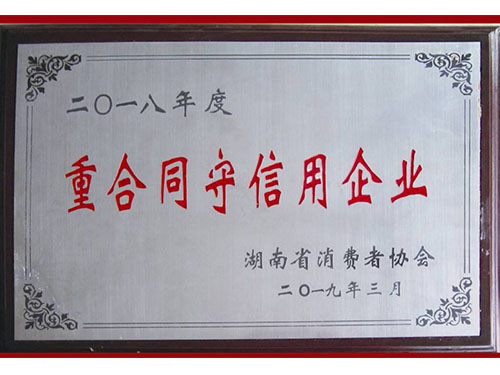 二〇一八年度
重合同守信用企业
湖南省消费者协会
二〇一九年三月